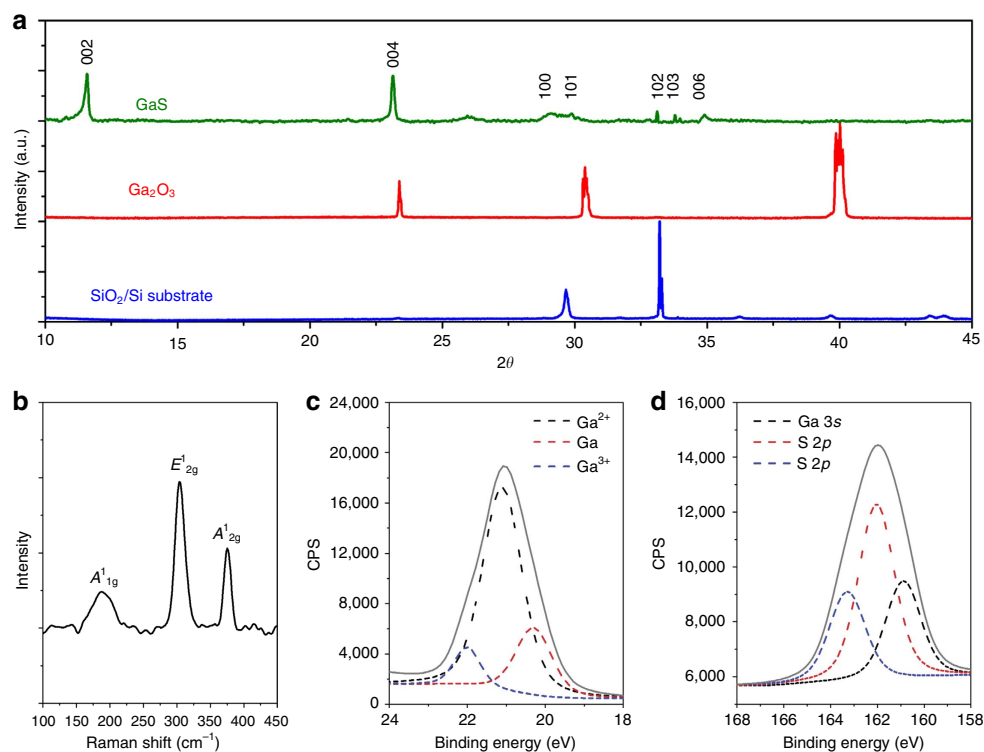 a
002
004
100
101
102
103
006
GaS
Ga₂O₃
SiO₂/Si substrate
Intensity (a.u.)
10 15 20 25 30 35 40 45
2θ
b
E¹₂g
A¹₂g
A¹₁g
Intensity
100 150 200 250 300 350 400 450
Raman shift (cm⁻¹)
c
24,000
20,000
16,000
12,000
8,000
4,000
0
CPS
Ga²⁺
Ga
Ga³⁺
24 22 20 18
Binding energy (eV)
d
16,000
14,000
12,000
10,000
8,000
6,000
CPS
Ga 3s
S 2p
S 2p
168 166 164 162 160 158
Binding energy (eV)